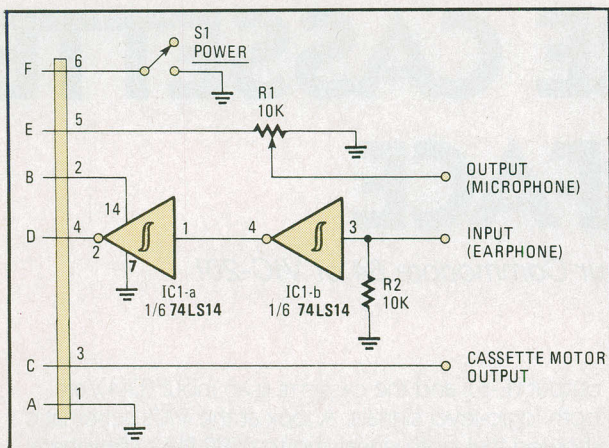 S1
POWER
F 6
R1
10K
E 5
B 2
OUTPUT
(MICROPHONE)
14
D 4 2 1 4 3
INPUT
(EARPHONE)
7
IC1-a
1/6 74LS14
IC1-b
1/6 74LS14
R2
10K
C 3
CASSETTE MOTOR
OUTPUT
A 1